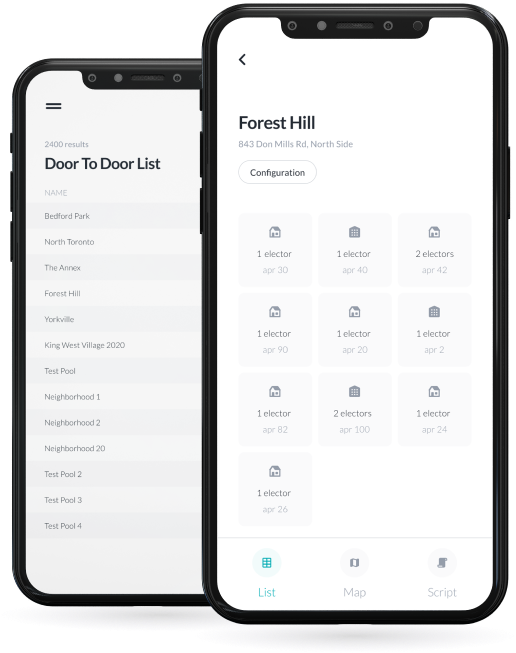 2400 results
Door To Door List
NAME
Bedford Park
North Toronto
The Annex
Forest Hill
Yorkville
King West Village 2020
Test Pool
Neighborhood 1
Neighborhood 2
Neighborhood 20
Test Pool 2
Test Pool 3
Test Pool 4
Forest Hill
843 Don Mills Rd, North Side
Configuration
1 elector
apr 30
1 elector
apr 40
2 electors
apr 42
1 elector
apr 90
1 elector
apr 20
1 elector
apr 2
1 elector
apr 82
2 electors
apr 100
1 elector
apr 24
1 elector
apr 26
List
Map
Script